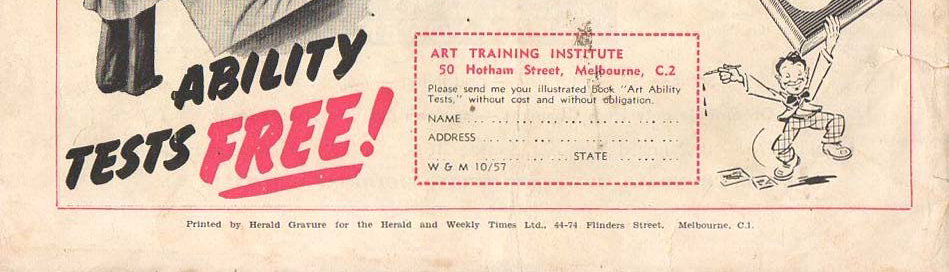 ABILITY
TESTS FREE!
ART TRAINING INSTITUTE
50 Hotham Street, Melbourne, C.2
Please send me your illustrated Book "Art Ability
Tests," without cost and without obligation.
NAME
ADDRESS
STATE
W & M 10/57
Printed by Herald Gravure for the Herald and Weekly Times Ltd., 44-74 Flinders Street, Melbourne, C.1.